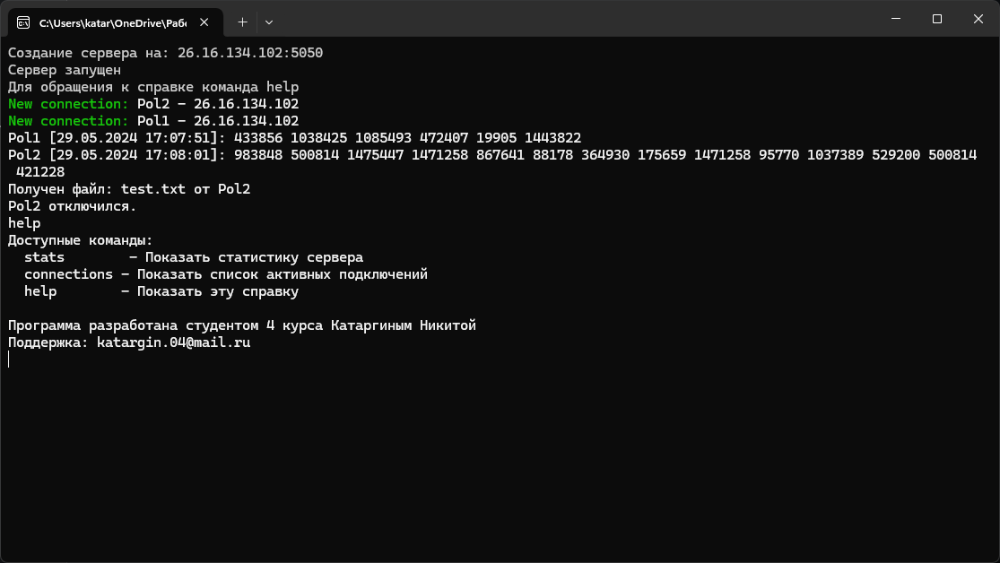 C:\Users\katar\OneDrive\Рабс
Создание сервера на: 26.16.134.102:5050
Сервер запущен
Для обращения к справке команда help
New connection: Pol2 - 26.16.134.102
New connection: Pol1 - 26.16.134.102
Pol1 [29.05.2024 17:07:51]: 433856 1038425 1085493 472407 19905 1443822
Pol2 [29.05.2024 17:08:01]: 983848 500814 1475447 1471258 867641 88178 364930 175659 1471258 95770 1037389 529200 500814
421228
Получен файл: test.txt от Pol2
Pol2 отключился.
help
Доступные команды:
stats - Показать статистику сервера
connections - Показать список активных подключений
help - Показать эту справку
Программа разработана студентом 4 курса Катаргиным Никитой
Поддержка: katargin.04@mail.ru